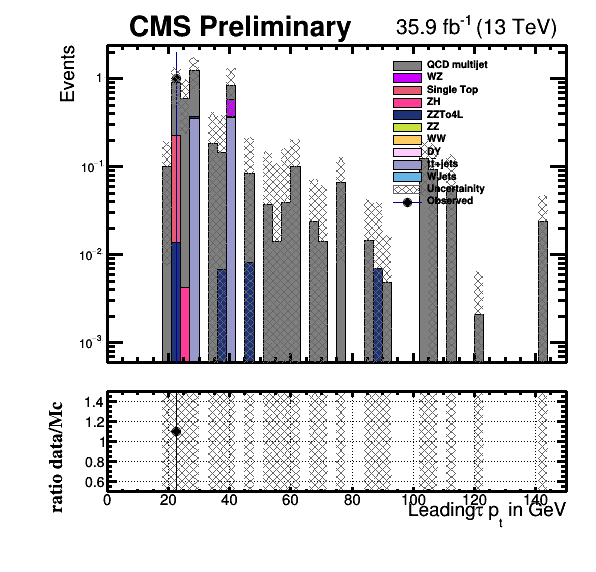 CMS Preliminary
35.9 fb-1 (13 TeV)
Events
1
10-1
10-2
10-3
QCD multijet
WZ
Single Top
ZH
ZZTo4L
ZZ
WW
DY
tt+jets
WJets
Uncertainity
Observed
ratio data/Mc
1.4
1.2
1
0.8
0.6
0 20 40 60 80 100 120 140
Leading τ pt in GeV